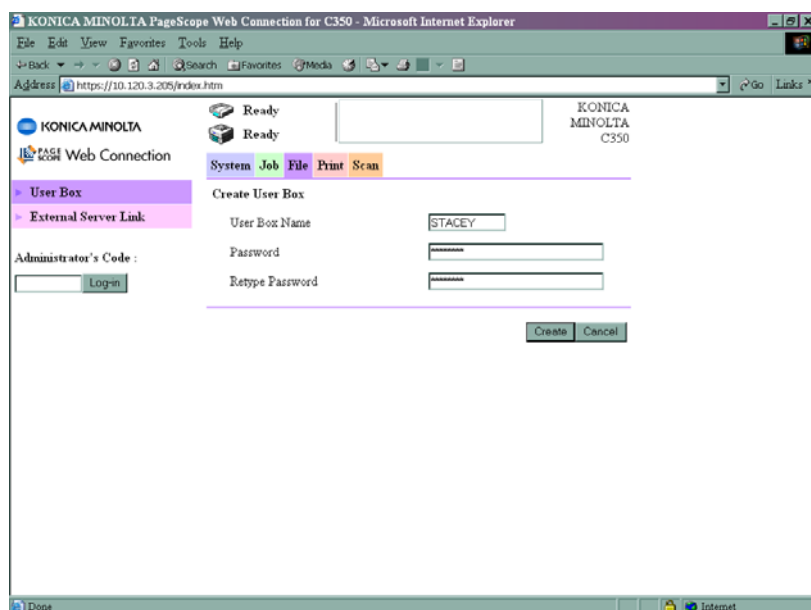 KONICA MINOLTA PageScope Web Connection for C350 - Microsoft Internet Explorer
File Edit View Favorites Tools Help
Back Search Favorites Media
Address https://10.120.3.205/index.htm Go Links
KONICA MINOLTA
PAGE SCOPE Web Connection
Ready
Ready
KONICA
MINOLTA
C350
System Job File Print Scan
User Box
External Server Link
Administrator's Code :
Log-in
Create User Box
User Box Name STACEY
Password ********
Retype Password ********
Create Cancel
Done Internet